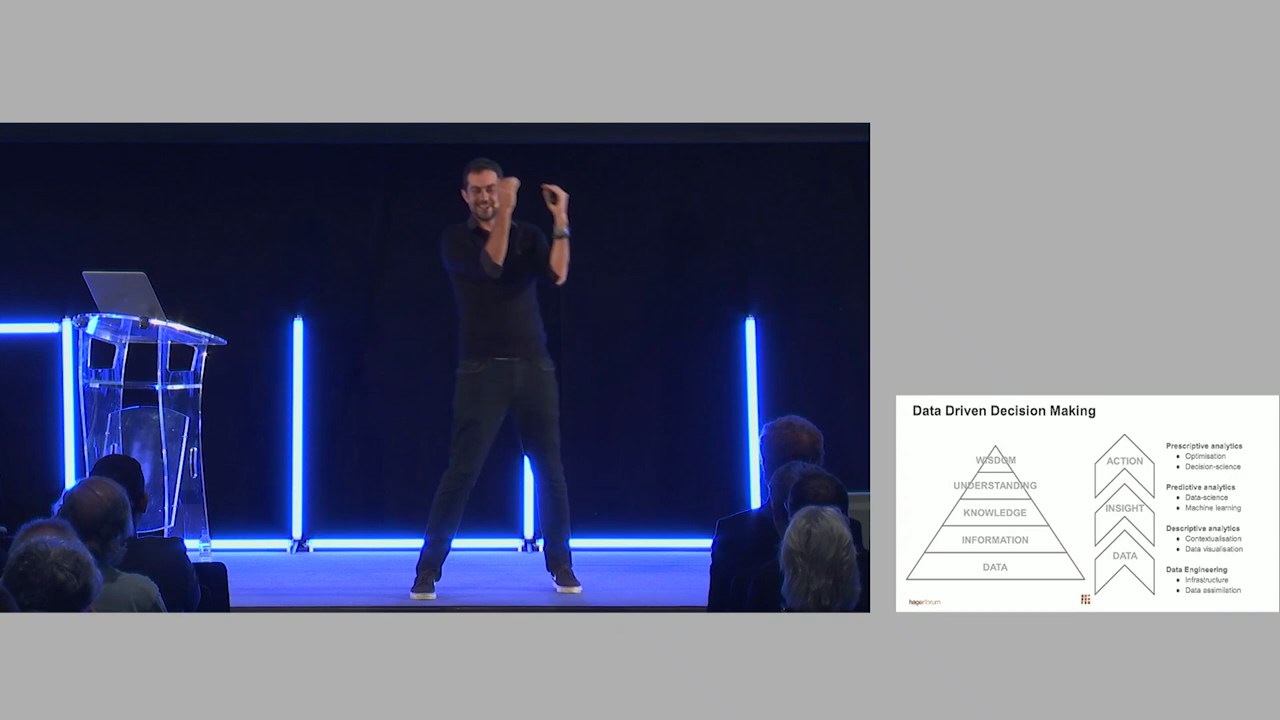 Data Driven Decision Making
WISDOM
UNDERSTANDING
KNOWLEDGE
INFORMATION
DATA
ACTION
INSIGHT
DATA
Prescriptive analytics
• Optimisation
• Decision-science
Predictive analytics
• Data-science
• Machine learning
Descriptive analytics
• Contextualisation
• Data visualisation
Data Engineering
• Infrastructure
• Data assimilation
hagerforum